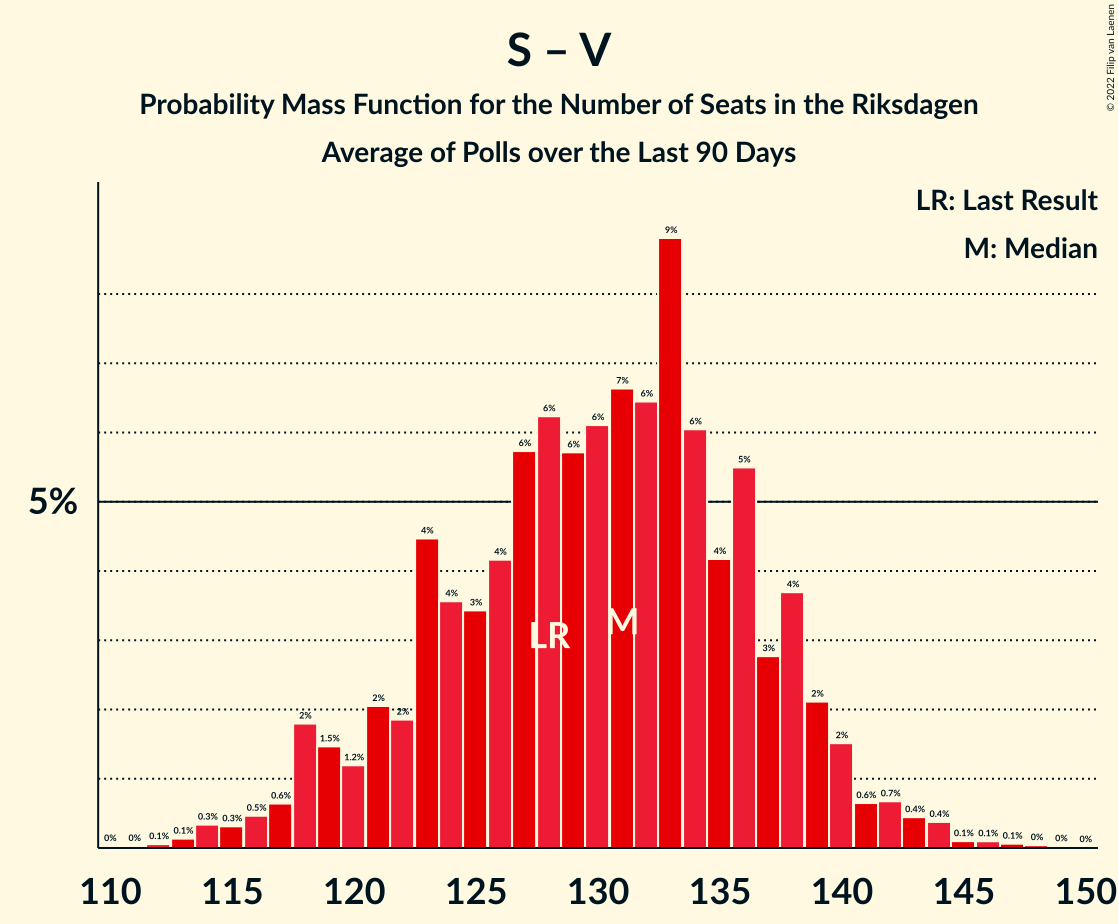 S – V
Probability Mass Function for the Number of Seats in the Riksdagen
Average of Polls over the Last 90 Days
© 2022 Filip van Laenen
LR: Last Result
M: Median
5%
0% 0% 0.1% 0.1% 0.3% 0.3% 0.5% 0.6% 2% 1.5% 1.2% 2% 2% 4% 4% 3% 4% 6% 6% 6% 6% 7% 6% 9% 6% 4% 5% 3% 4% 2% 2% 0.6% 0.7% 0.4% 0.4% 0.1% 0.1% 0.1% 0% 0% 0%
LR M
110 115 120 125 130 135 140 145 150